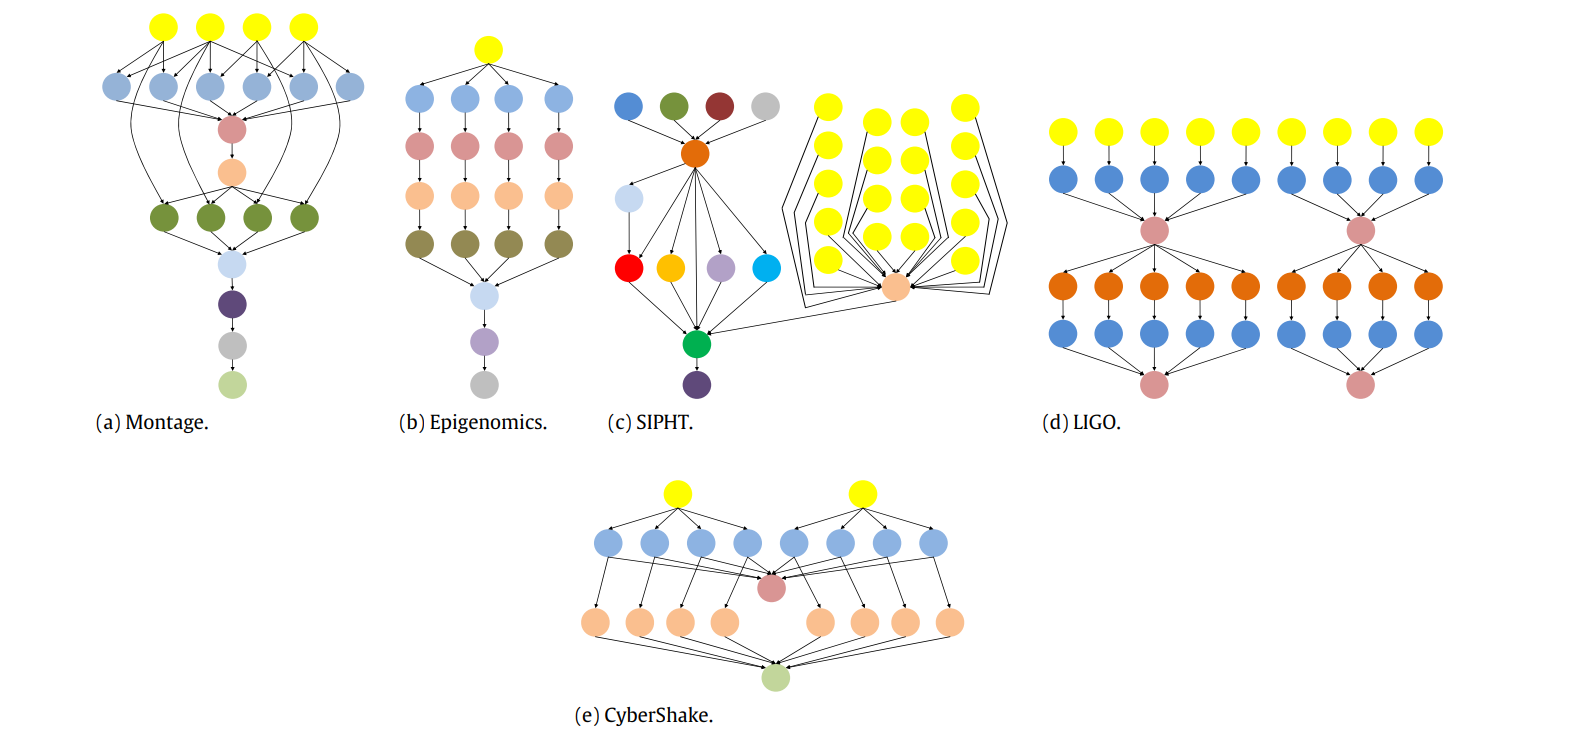 (a) Montage.
(b) Epigenomics.
(c) SIPHT.
(d) LIGO.
(e) CyberShake.